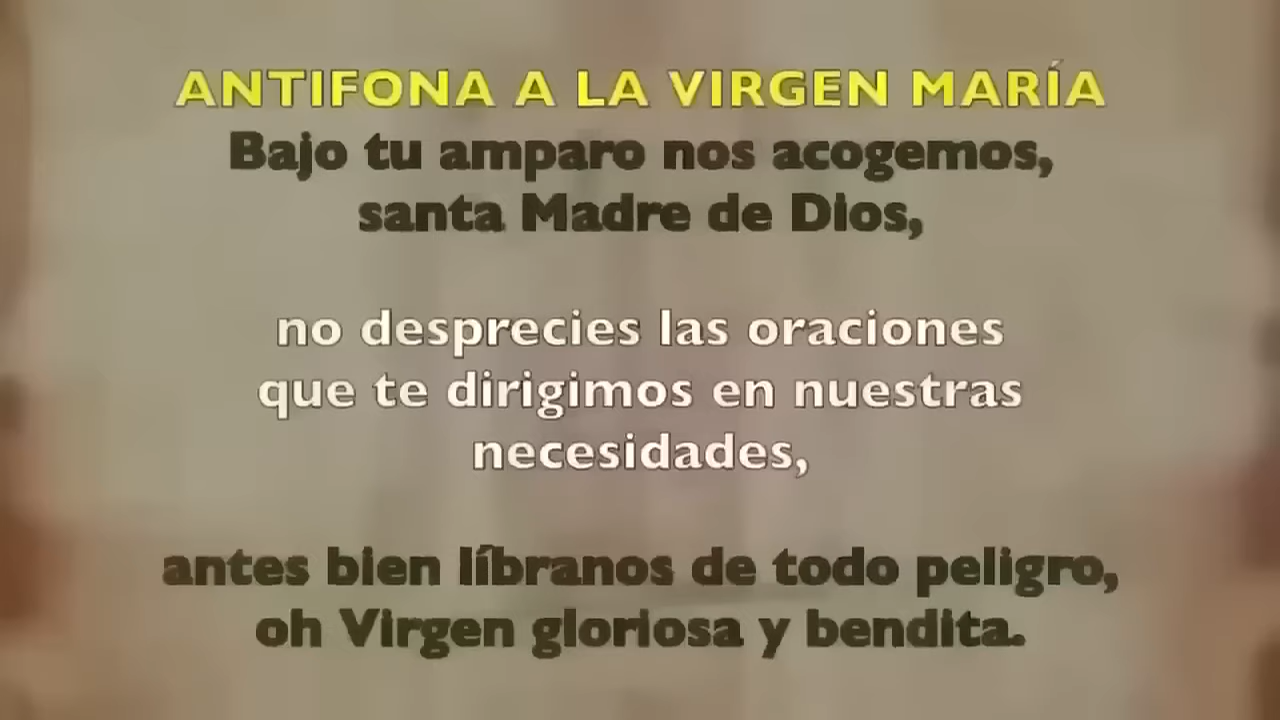 ANTIFONA A LA VIRGEN MARÍA
Bajo tu amparo nos acogemos,
santa Madre de Dios,
no desprecies las oraciones
que te dirigimos en nuestras
necesidades,
antes bien líbranos de todo peligro,
oh Virgen gloriosa y bendita.